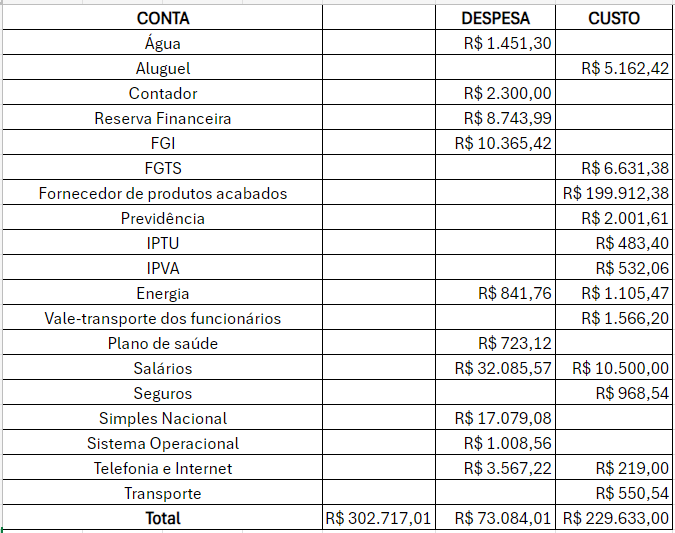 CONTA DESPESA CUSTO
Água R$ 1.451,30
Aluguel R$ 5.162,42
Contador R$ 2.300,00
Reserva Financeira R$ 8.743,99
FGI R$ 10.365,42
FGTS R$ 6.631,38
Fornecedor de produtos acabados R$ 199.912,38
Previdência R$ 2.001,61
IPTU R$ 483,40
IPVA R$ 532,06
Energia R$ 841,76 R$ 1.105,47
Vale-transporte dos funcionários R$ 1.566,20
Plano de saúde R$ 723,12
Salários R$ 32.085,57 R$ 10.500,00
Seguros R$ 968,54
Simples Nacional R$ 17.079,08
Sistema Operacional R$ 1.008,56
Telefonia e Internet R$ 3.567,22 R$ 219,00
Transporte R$ 550,54
Total R$ 302.717,01 R$ 73.084,01 R$ 229.633,00